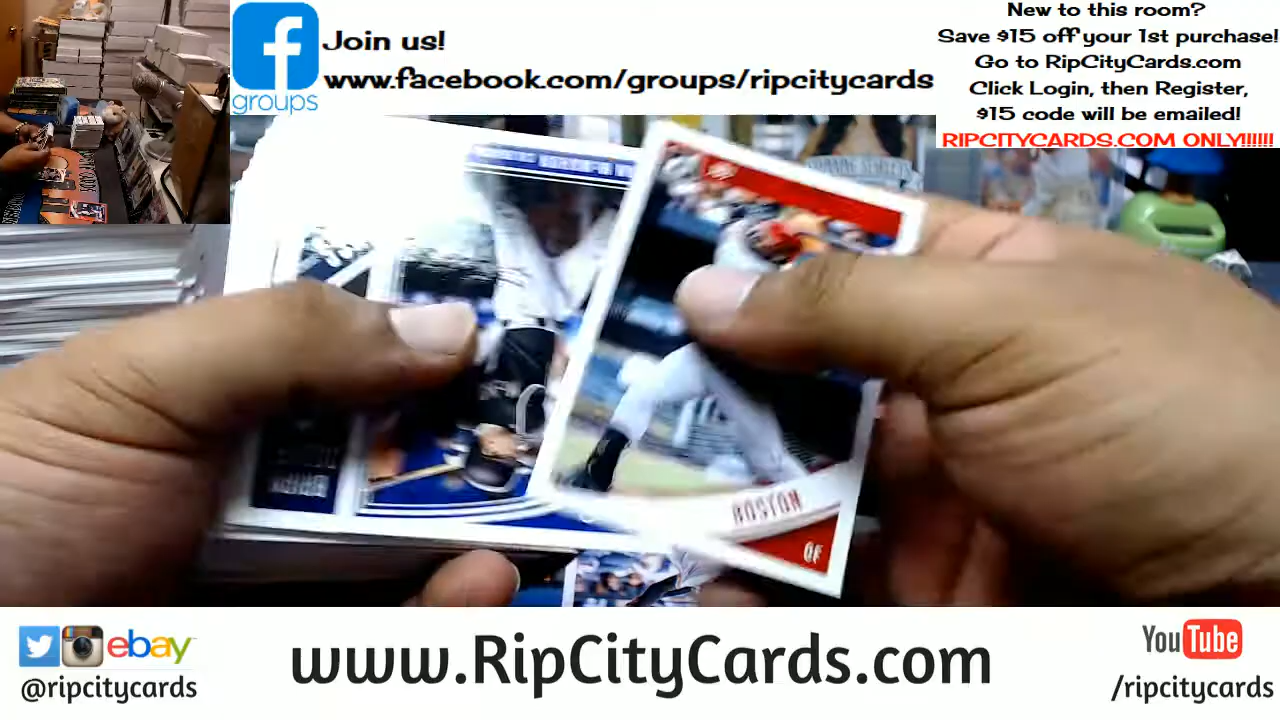 Join us!
www.facebook.com/groups/ripcitycards
groups
New to this room?
Save $15 off your 1st purchase!
Go to RipCityCards.com
Click Login, then Register,
$15 code will be emailed!
RIPCITYCARDS.COM ONLY!!!!!!
BOSTON
OF
ebay
@ripcitycards
www.RipCityCards.com
YouTube
/ripcitycards